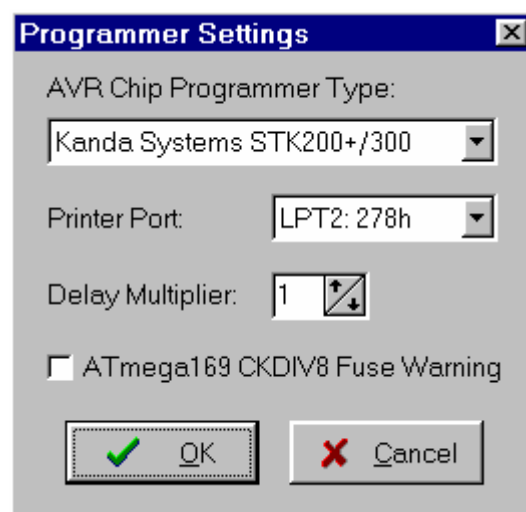 Programmer Settings
AVR Chip Programmer Type:
Kanda Systems STK200+/300
Printer Port: LPT2: 278h
Delay Multiplier: 1
ATmega169 CKDIV8 Fuse Warning
OK Cancel